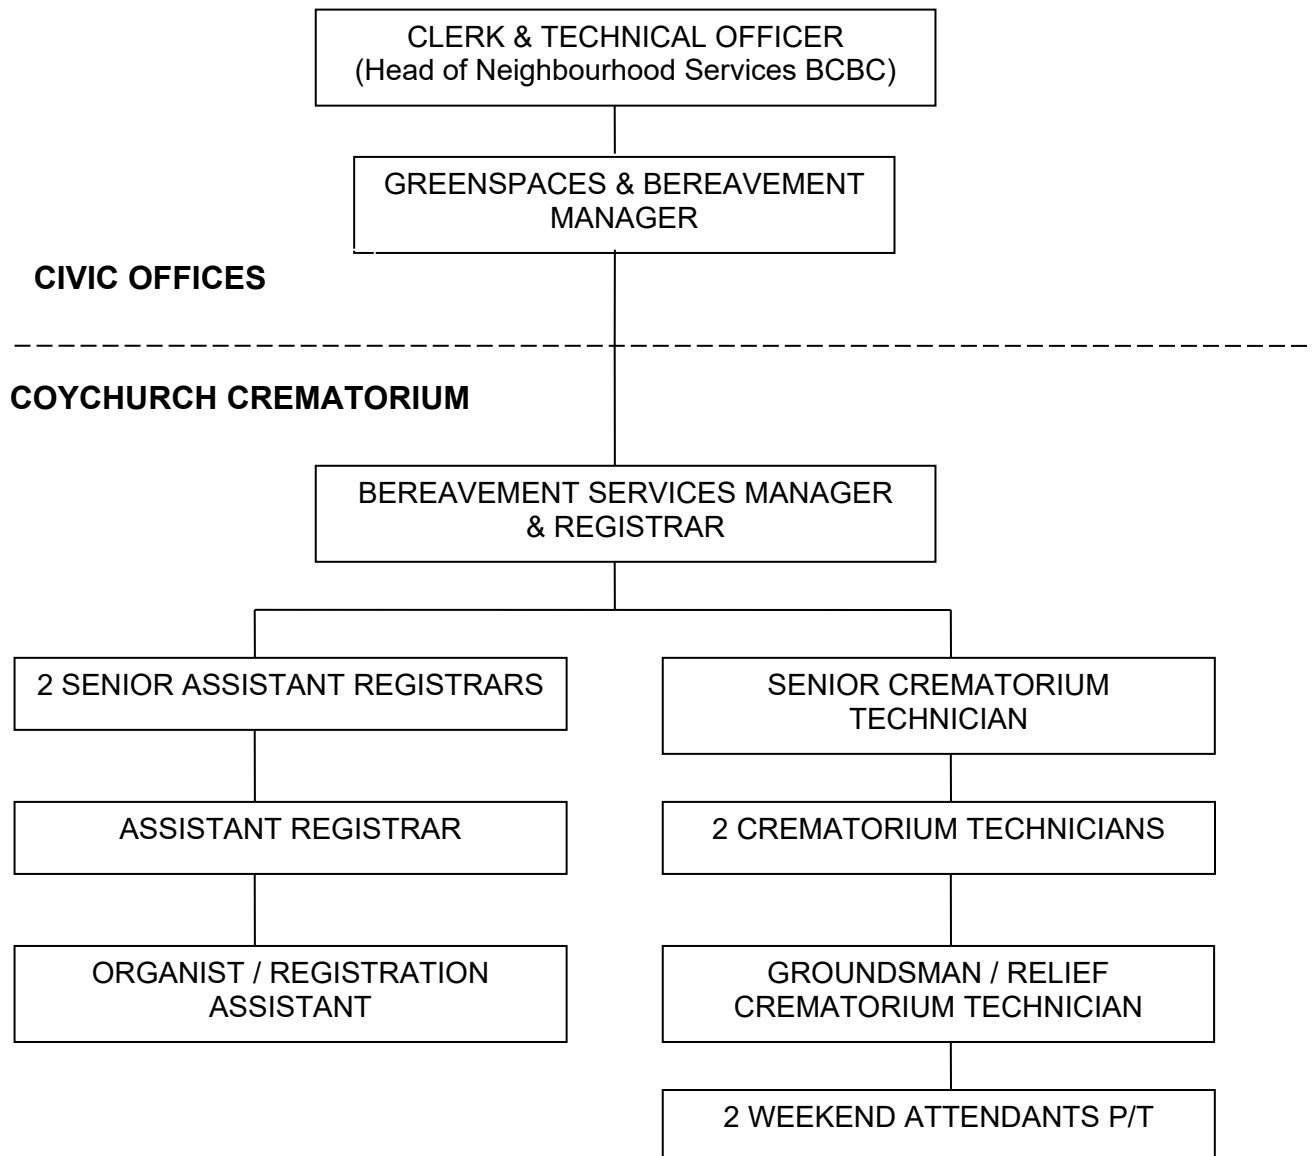 CLERK & TECHNICAL OFFICER
(Head of Neighbourhood Services BCBC)
GREENSPACES & BEREAVEMENT
MANAGER
CIVIC OFFICES
COYCHURCH CREMATORIUM
BEREAVEMENT SERVICES MANAGER
& REGISTRAR
2 SENIOR ASSISTANT REGISTRARS
SENIOR CREMATORIUM
TECHNICIAN
ASSISTANT REGISTRAR
2 CREMATORIUM TECHNICIANS
ORGANIST / REGISTRATION
ASSISTANT
GROUNDSMAN / RELIEF
CREMATORIUM TECHNICIAN
2 WEEKEND ATTENDANTS P/T